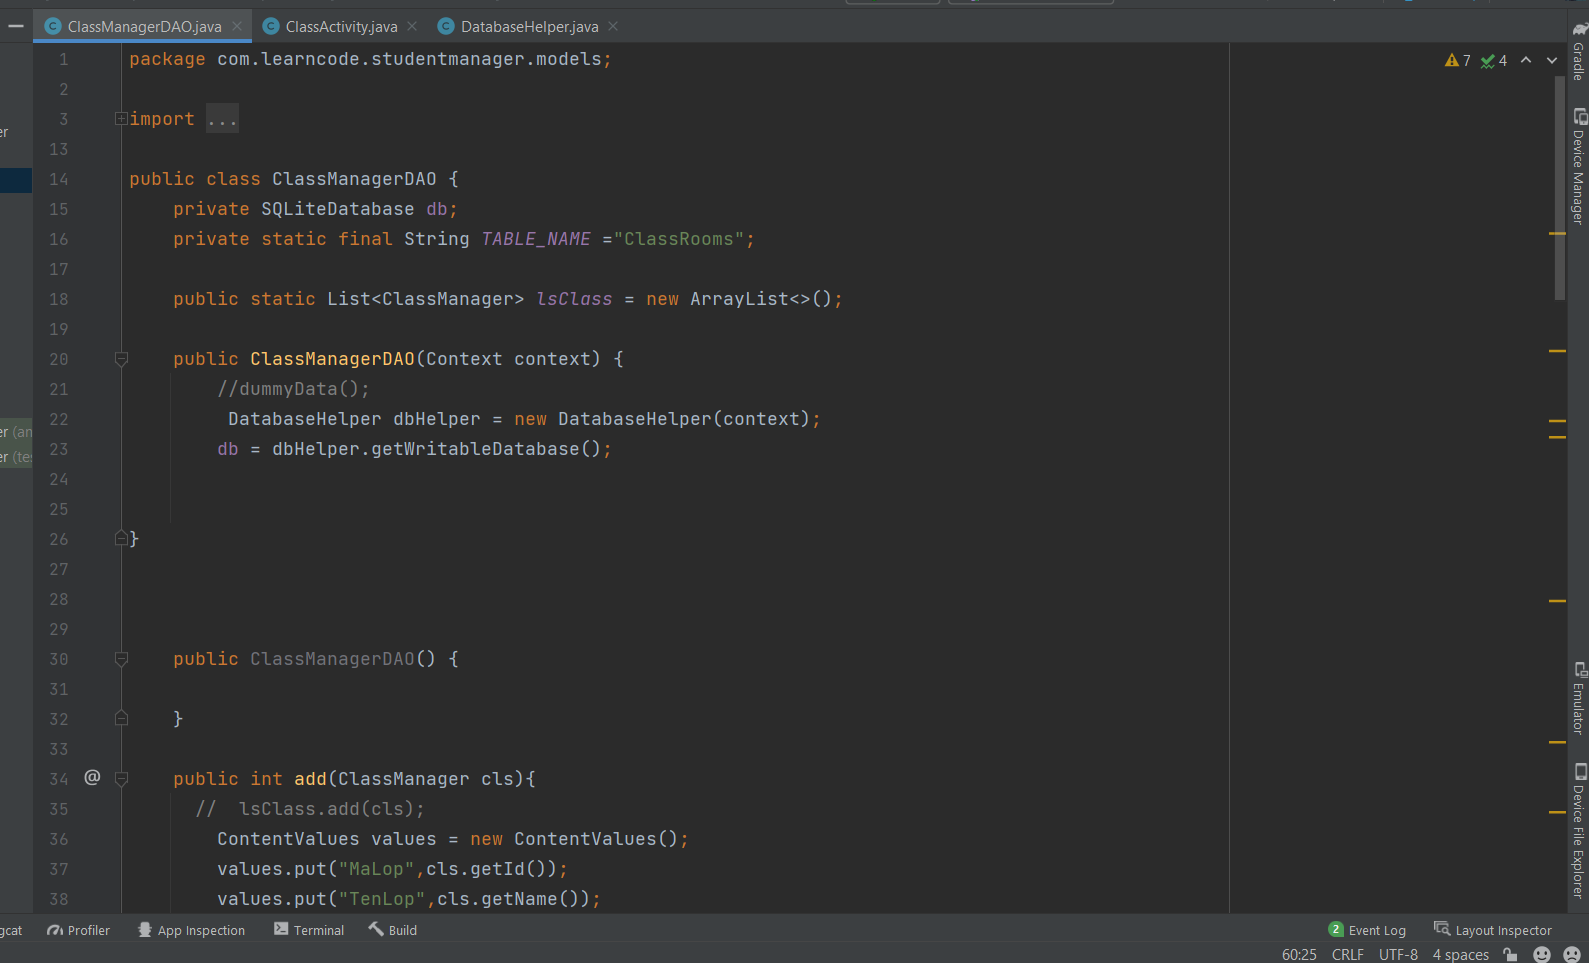 ClassManagerDAO.java ClassActivity.java DatabaseHelper.java
1 package com.learncode.studentmanager.models;
2
3 import ...
13
14 public class ClassManagerDAO {
15 private SQLiteDatabase db;
16 private static final String TABLE_NAME ="ClassRooms";
17
18 public static List<ClassManager> lsClass = new ArrayList<>();
19
20 public ClassManagerDAO(Context context) {
21 //dummyData();
22 DatabaseHelper dbHelper = new DatabaseHelper(context);
23 db = dbHelper.getWritableDatabase();
24
25
26 }
27
28
29
30 public ClassManagerDAO() {
31
32 }
33
34 @ public int add(ClassManager cls){
35 // lsClass.add(cls);
36 ContentValues values = new ContentValues();
37 values.put("MaLop",cls.getId());
38 values.put("TenLop",cls.getName());
7 4
er
er (an
er (tes
Gradle
Device Manager
Emulator
Device File Explorer
gcat Profiler App Inspection Terminal Build 2 Event Log Layout Inspector
60:25 CRLF UTF-8 4 spaces